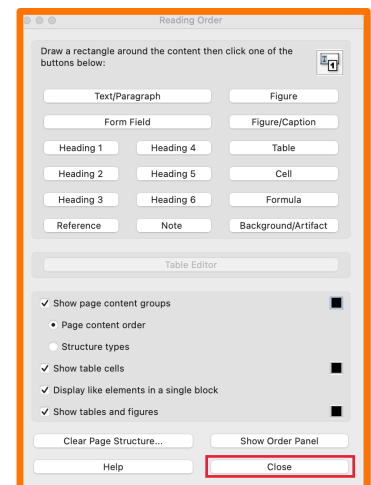 Reading Order
Draw a rectangle around the content then click one of the
buttons below:
1
Text/Paragraph Figure
Form Field Figure/Caption
Heading 1 Heading 4 Table
Heading 2 Heading 5 Cell
Heading 3 Heading 6 Formula
Reference Note Background/Artifact
Table Editor
Show page content groups
Page content order
Structure types
Show table cells
Display like elements in a single block
Show tables and figures
Clear Page Structure... Show Order Panel
Help Close